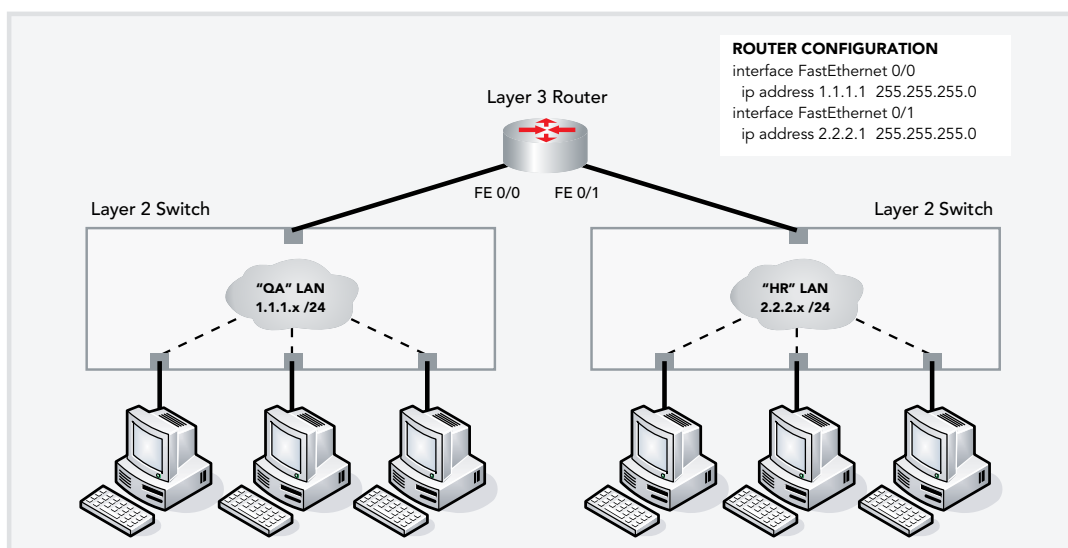 ROUTER CONFIGURATION
interface FastEthernet 0/0
ip address 1.1.1.1 255.255.255.0
interface FastEthernet 0/1
ip address 2.2.2.1 255.255.255.0
Layer 3 Router
FE 0/0
FE 0/1
Layer 2 Switch
Layer 2 Switch
“QA” LAN
1.1.1.x /24
“HR” LAN
2.2.2.x /24